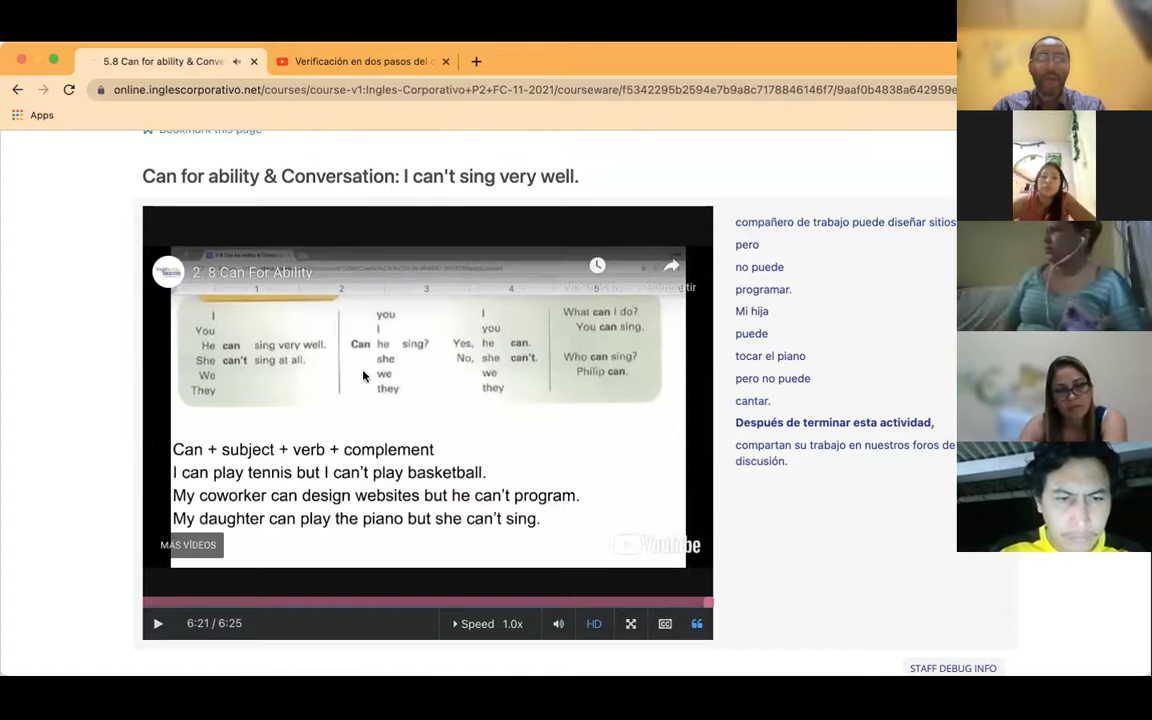 5.8 Can for ability & Conve
Verificación en dos pasos del c
online.inglescorporativo.net/courses/course-v1:Ingles-Corporativo+P2+FC-11-2021/courseware/f5342295b2594e7b9a8c7178846146f7/9aaf0b4838a642959e
Apps
Bookmark this page
Can for ability & Conversation: I can't sing very well.
2. 8 Can For Ability
1 2 3 4 5
I
You
He can sing very well.
She can't sing at all.
We
They
you
I
Can he sing?
she
we
they
I
you
Yes, he can.
No, she can't.
we
they
What can I do?
You can sing.
Who can sing?
Philip can.
Can + subject + verb + complement
I can play tennis but I can't play basketball.
My coworker can design websites but he can't program.
My daughter can play the piano but she can't sing.
MÁS VÍDEOS
YouTube
6:21 / 6:25
Speed 1.0x
HD
CC
compañero de trabajo puede diseñar sitios
pero
no puede
programar.
Mi hija
puede
tocar el piano
pero no puede
cantar.
Después de terminar esta actividad,
compartan su trabajo en nuestros foros de
discusión.
STAFF DEBUG INFO